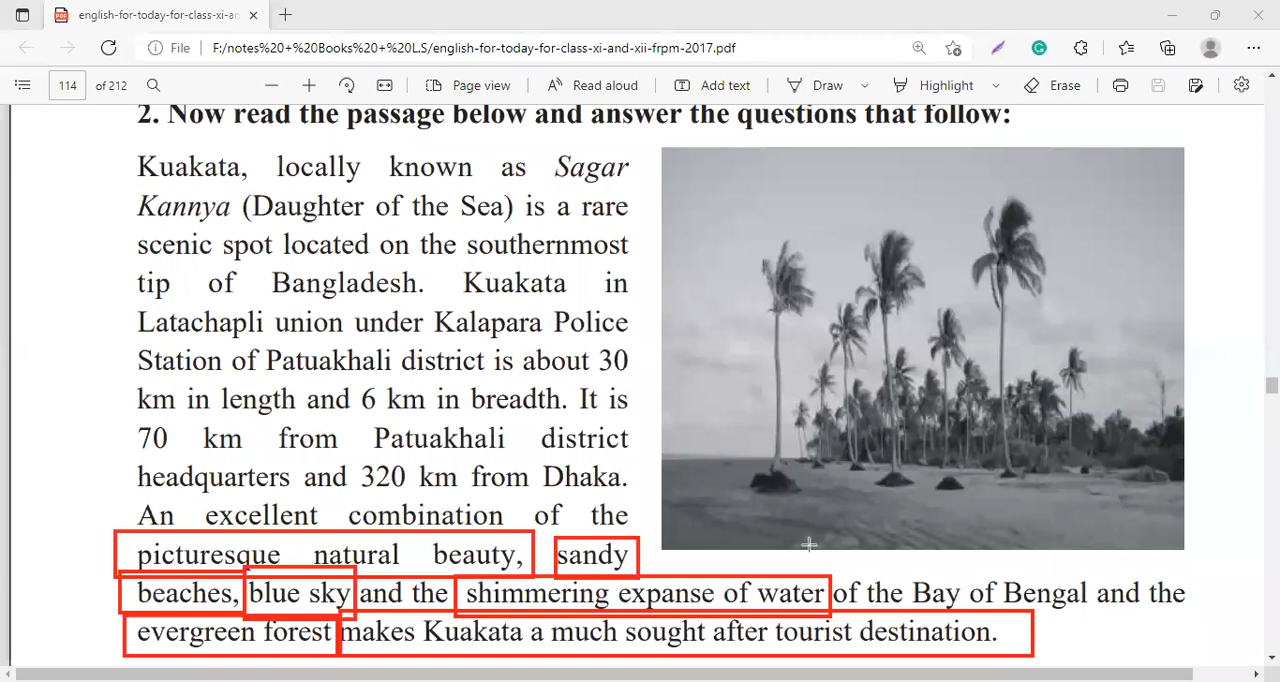 english-for-today-for-class-xi-an
File F:/notes%20+%20Books%20+%20L.S/english-for-today-for-class-xi-and-xii-frpm-2017.pdf
114 of 212 Page view Read aloud Add text Draw Highlight Erase
2. Now read the passage below and answer the questions that follow:
Kuakata, locally known as Sagar
Kannya (Daughter of the Sea) is a rare
scenic spot located on the southernmost
tip of Bangladesh. Kuakata in
Latachapli union under Kalapara Police
Station of Patuakhali district is about 30
km in length and 6 km in breadth. It is
70 km from Patuakhali district
headquarters and 320 km from Dhaka.
An excellent combination of the
picturesque natural beauty, sandy
beaches, blue sky and the shimmering expanse of water of the Bay of Bengal and the
evergreen forest makes Kuakata a much sought after tourist destination.